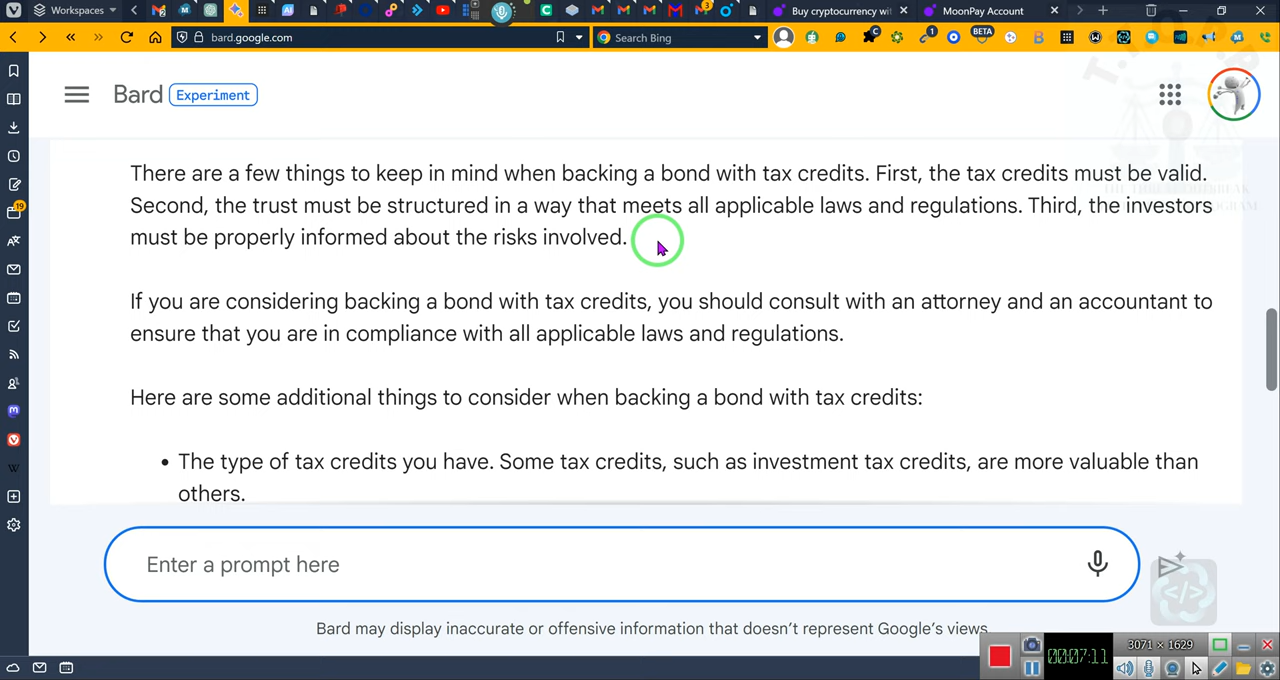 Workspaces
Buy cryptocurrency wi
MoonPay Account
bard.google.com
Search Bing
BETA
Bard
Experiment
There are a few things to keep in mind when backing a bond with tax credits. First, the tax credits must be valid.
Second, the trust must be structured in a way that meets all applicable laws and regulations. Third, the investors
must be properly informed about the risks involved.
If you are considering backing a bond with tax credits, you should consult with an attorney and an accountant to
ensure that you are in compliance with all applicable laws and regulations.
Here are some additional things to consider when backing a bond with tax credits:
• The type of tax credits you have. Some tax credits, such as investment tax credits, are more valuable than
others.
Enter a prompt here
Bard may display inaccurate or offensive information that doesn't represent Google's views
3071 × 1629
00:07:11
19